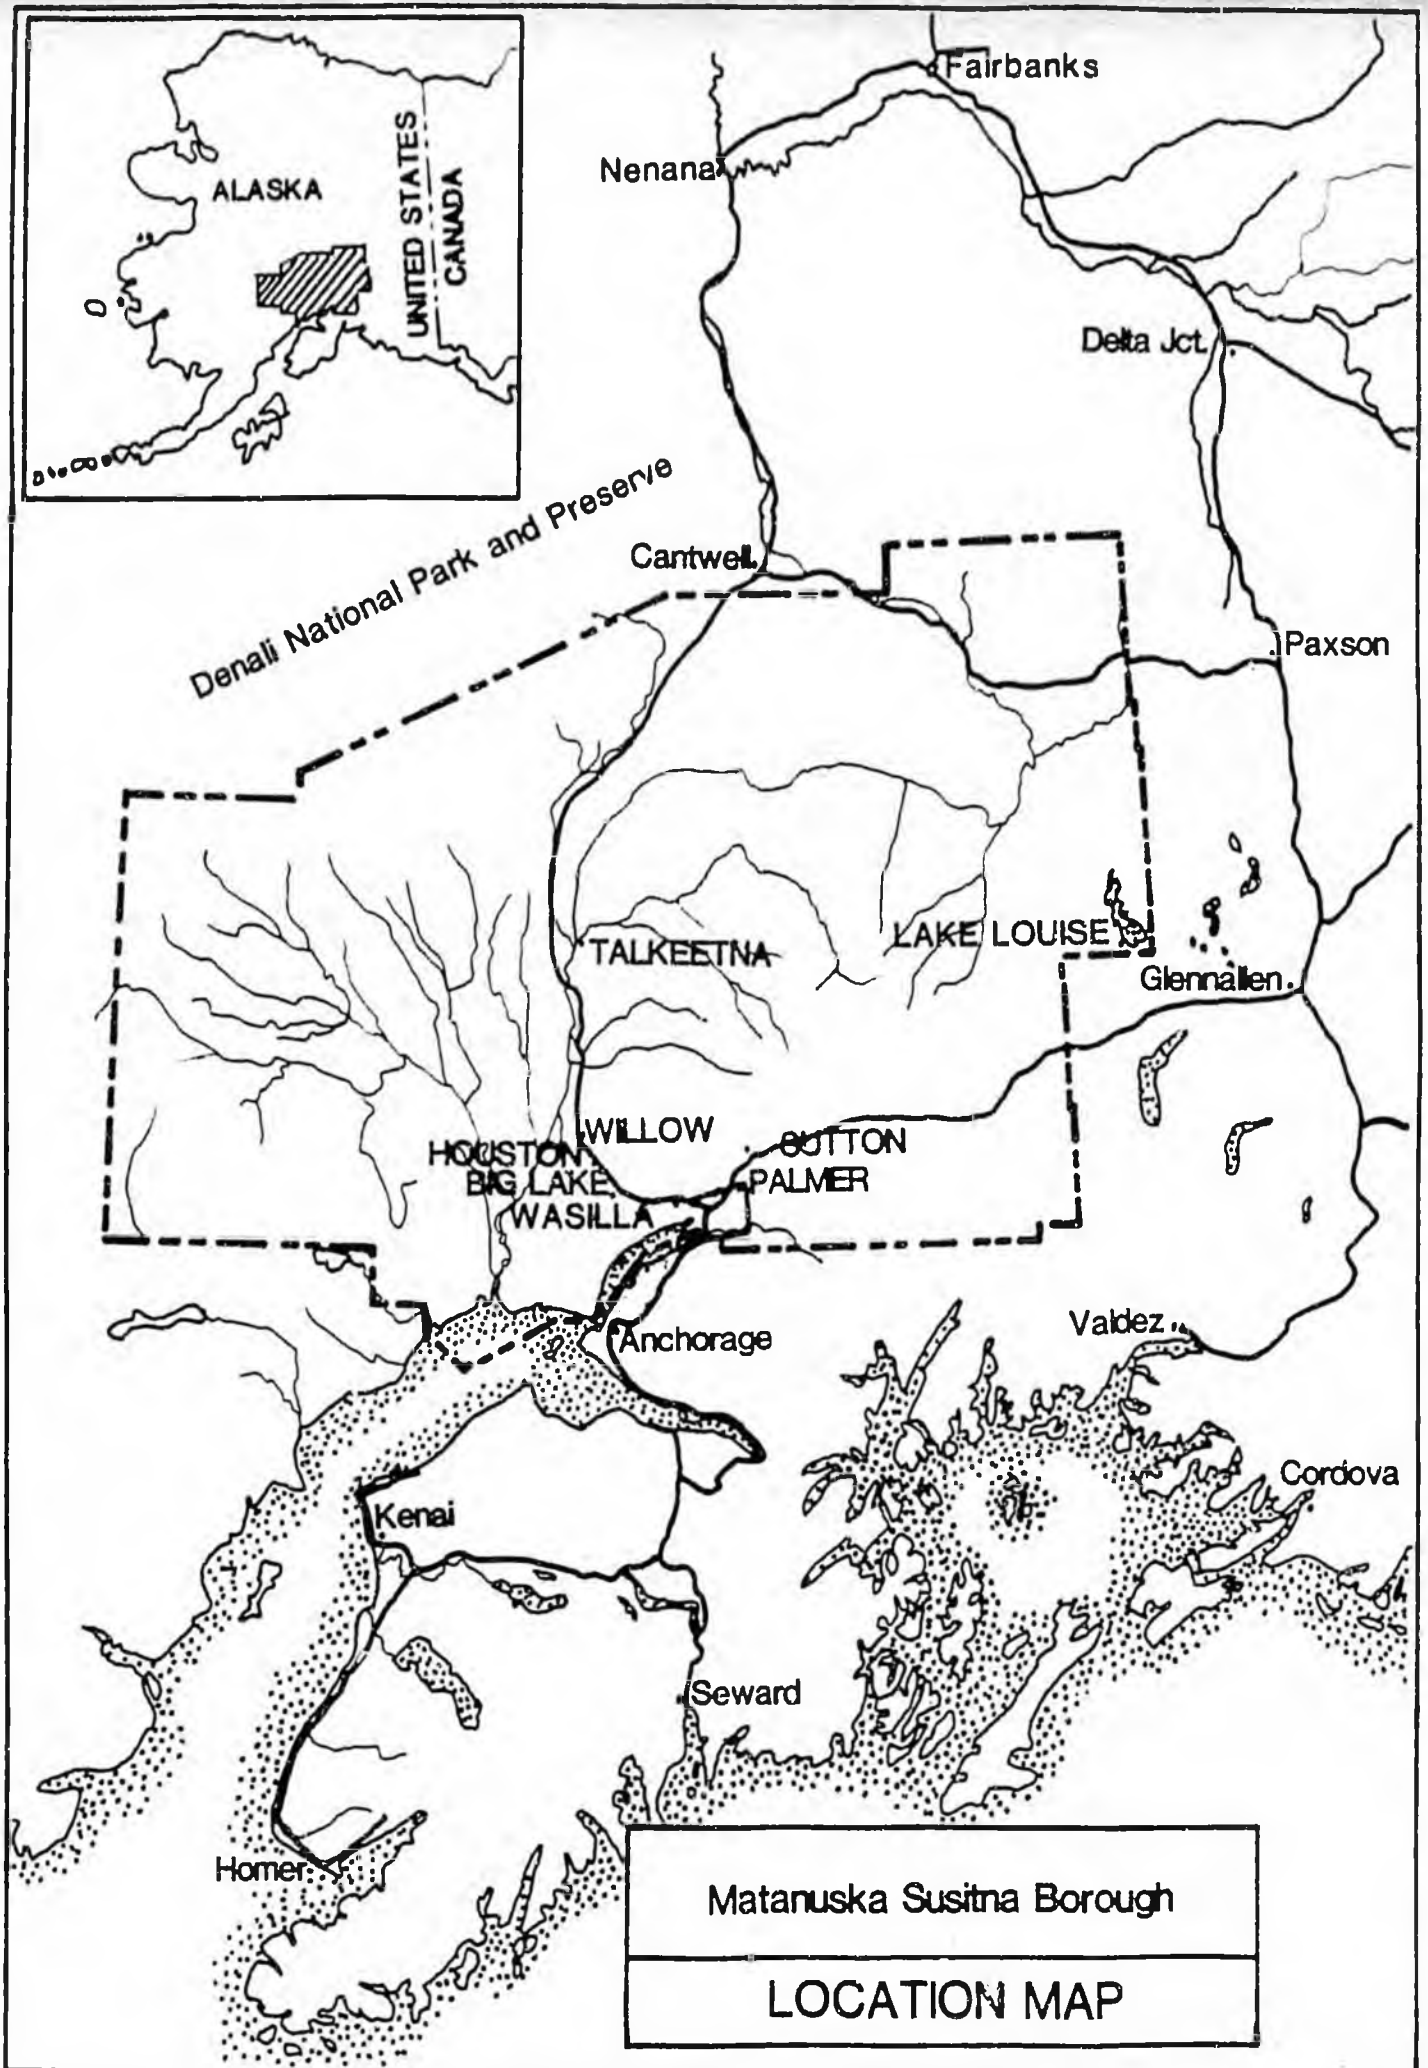 ALASKA
UNITED STATES
CANADA
Fairbanks
Nenana
Delta Jct.
Denali National Park and Preserve
Cantwell
Paxson
TALKEETNA
LAKE LOUISE
Glennallen
WILLOW
HOUSTON
SUTTON
BIG LAKE
PALMER
WASILLA
Anchorage
Valdez
Cordova
Kenai
Seward
Homer
Matanuska Susitna Borough
LOCATION MAP